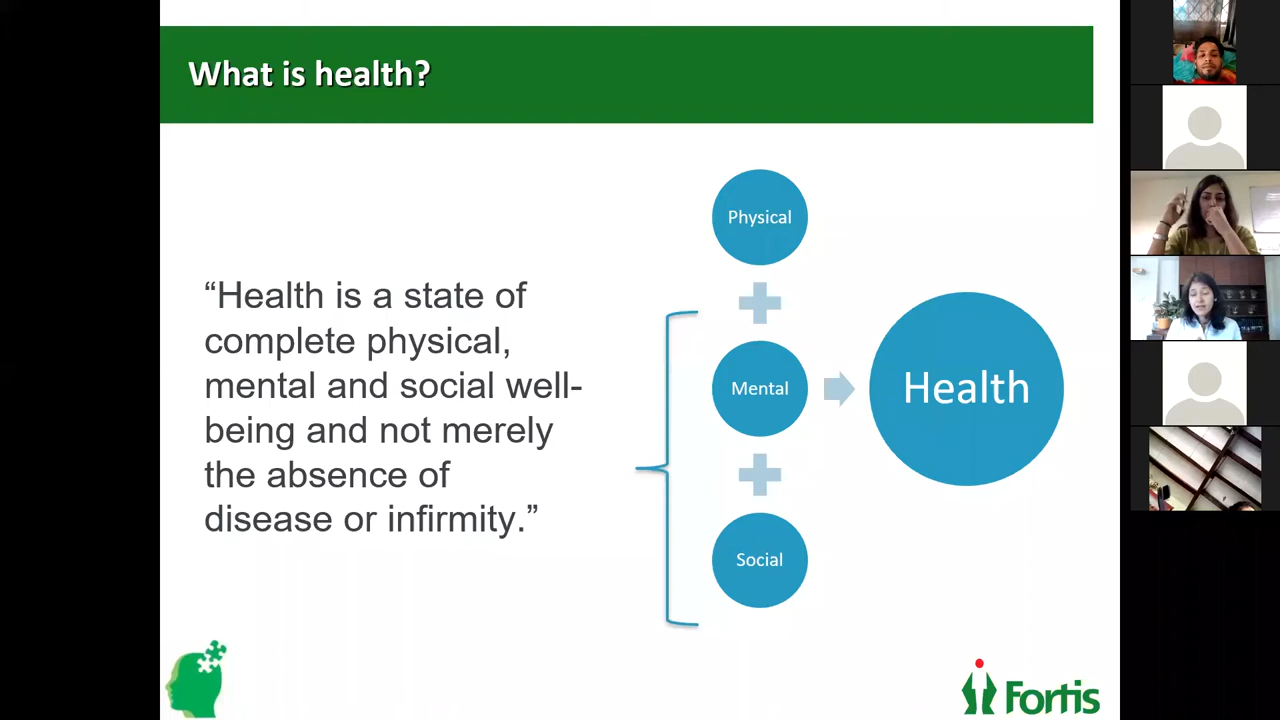 What is health?
“Health is a state of
complete physical,
mental and social well-
being and not merely
the absence of
disease or infirmity.”
Physical
Mental
Social
Health
Fortis